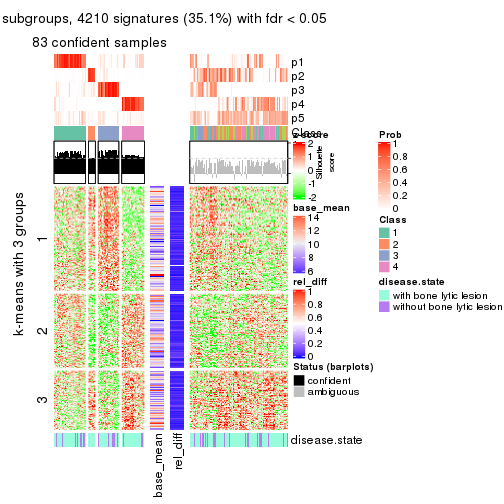 subgroups, 4210 signatures (35.1%) with fdr < 0.05
83 confident samples
p1
p2
p3
p4
p5
Class
Silhouette
score
1
2
3
k-means with 3 groups
disease.state
base_mean
rel_diff
z-score
2
1
0
-1
-2
base_mean
14
12
10
8
6
rel_diff
1
0.8
0.6
0.4
0.2
0
Status (barplots)
confident
ambiguous
Prob
1
0.8
0.6
0.4
0.2
0
Class
1
2
3
4
disease.state
with bone lytic lesion
without bone lytic lesion